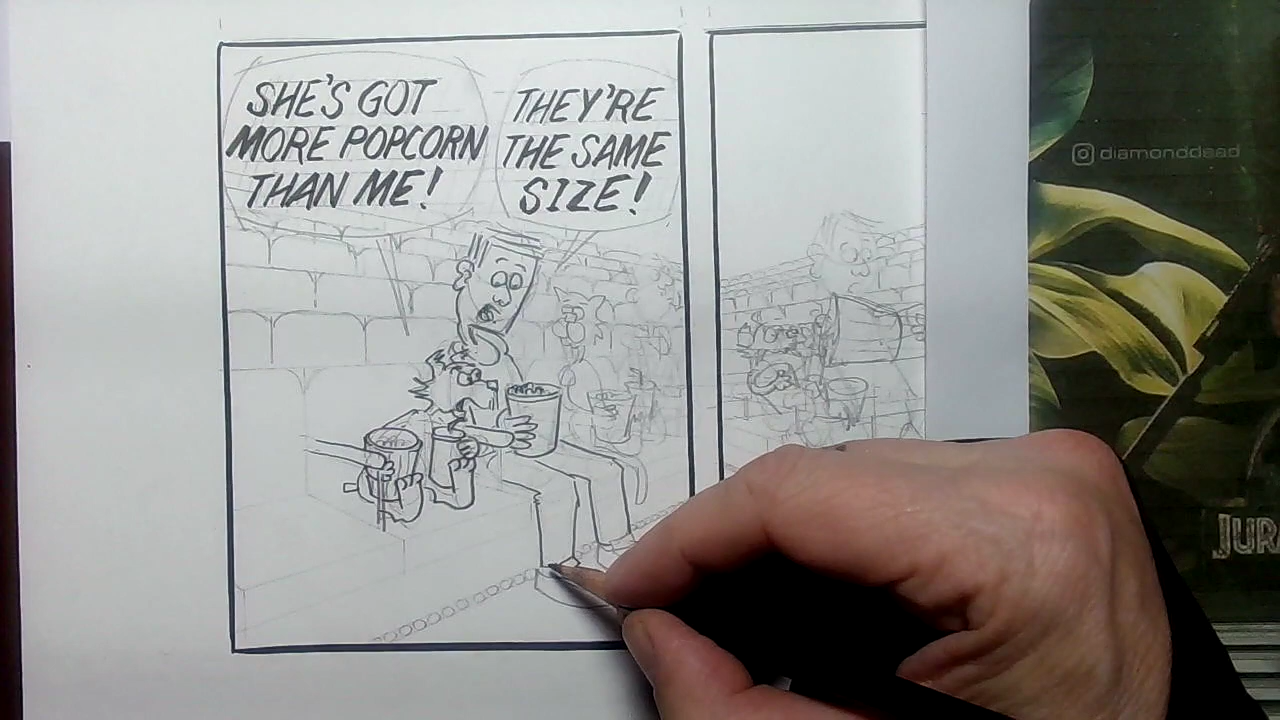 SHE'S GOT
MORE POPCORN
THAN ME!
THEY'RE
THE SAME
SIZE!
diamonddead
JUR